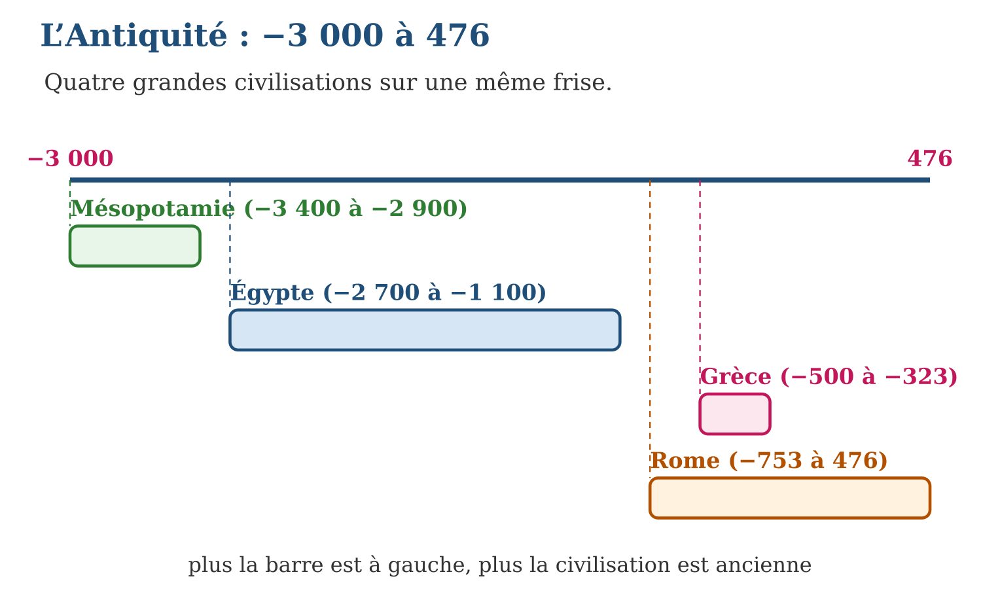 L’Antiquité : −3 000 à 476
Quatre grandes civilisations sur une même frise.
−3 000
476
Mésopotamie (−3 400 à −2 900)
Égypte (−2 700 à −1 100)
Grèce (−500 à −323)
Rome (−753 à 476)
plus la barre est à gauche, plus la civilisation est ancienne